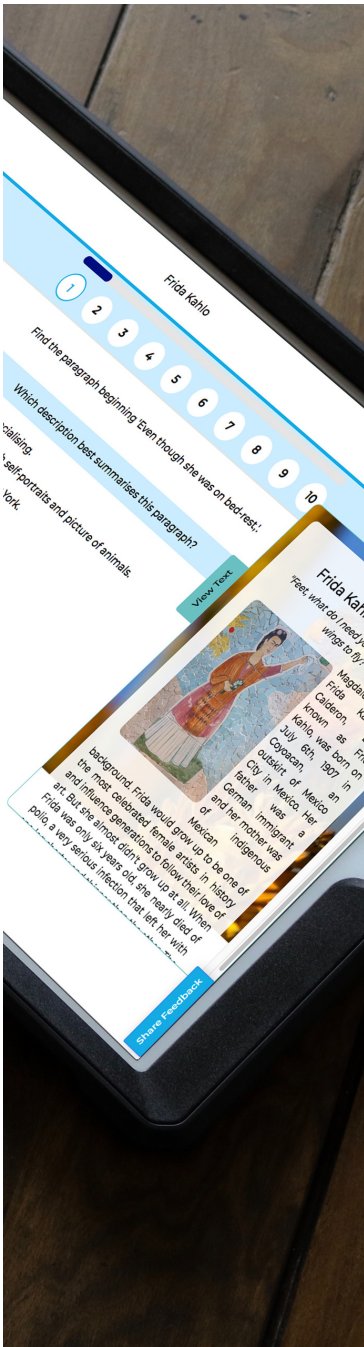 Frida Kahlo
1 2 3 4 5 6 7 8 9 10
Find the paragraph beginning 'Even though she was on bed-rest,'.
Which description best summarises this paragraph?
self-portraits and picture of animals.
York.
View Text
Frida
"Feet, what do I need
wings to fly
Frida
Calderon,
known as
Kahlo, was born on
July 6th, 1907 in
Coyoacan, an
outskirt of Mexico
City in Mexico. Her
father was a
German immigrant
and her mother was
of indigenous
Mexican
background. Frida would grow up to be one of
the most celebrated female artists in history
and influence generations to follow their love of
art. But she almost didn't grow up at all. When
Frida was only six years old, she nearly died of
polio, a very serious infection that left her with
Share Feedback